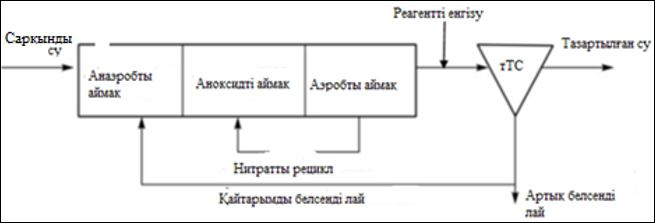 Реагентті енгізу
Сарқынды
су
Тазартылған су
Анаэробты
аймақ
Аноксидті аймақ
Аэробты аймақ
тТС
Нитратты рецикл
Қайтарымды белсенді лай
Артық белсенді
лай